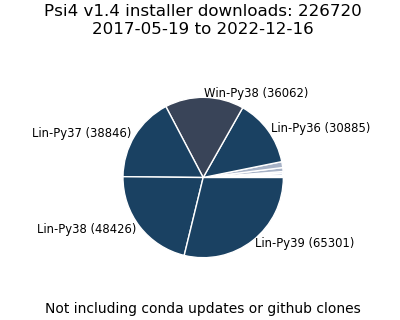 Psi4 v1.4 installer downloads: 226720
2017-05-19 to 2022-12-16
Win-Py38 (36062)
Lin-Py36 (30885)
Lin-Py37 (38846)
Lin-Py38 (48426)
Lin-Py39 (65301)
Not including conda updates or github clones